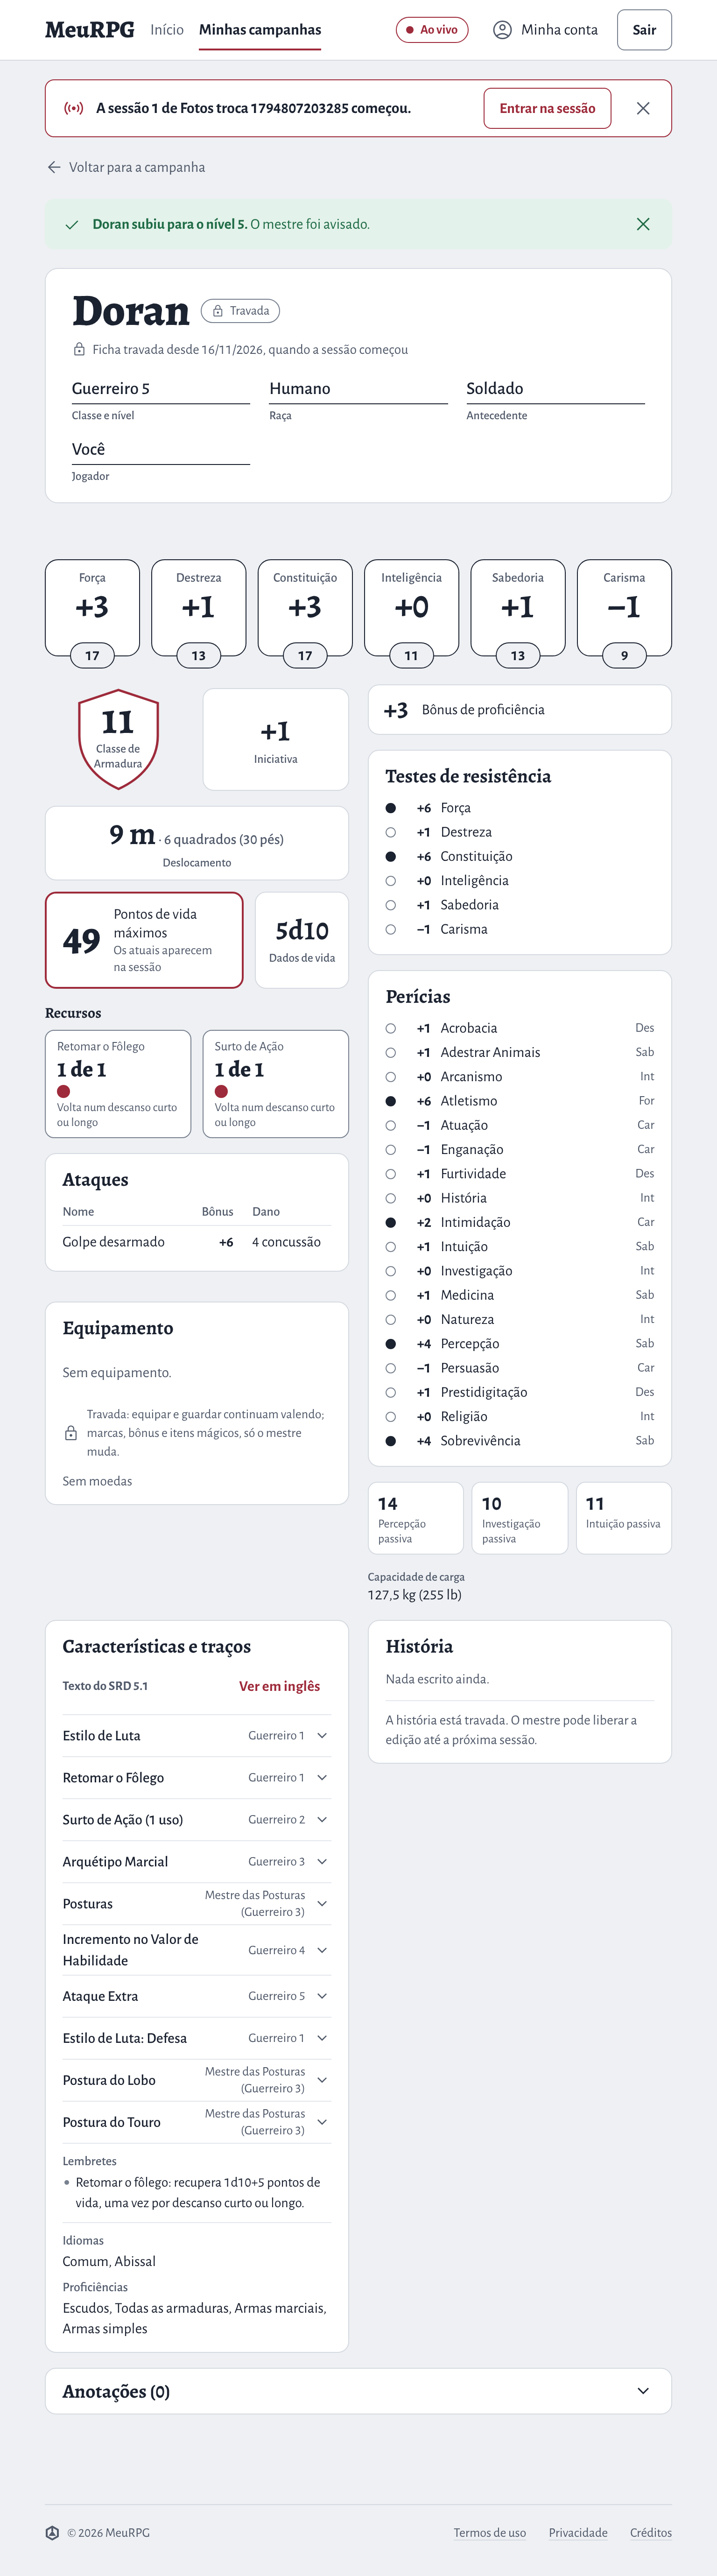 MeuRPG Início Minhas campanhas Ao vivo Minha conta Sair
A sessão 1 de Fotos troca 1794807203285 começou. Entrar na sessão
Voltar para a campanha
Doran subiu para o nível 5. O mestre foi avisado.
Doran Travada
Ficha travada desde 16/11/2026, quando a sessão começou
Guerreiro 5
Classe e nível
Humano
Raça
Soldado
Antecedente
Você
Jogador
Força
+3
17
Destreza
+1
13
Constituição
+3
17
Inteligência
+0
11
Sabedoria
+1
13
Carisma
−1
9
11
Classe de
Armadura
+1
Iniciativa
9 m · 6 quadrados (30 pés)
Deslocamento
49
Pontos de vida
máximos
Os atuais aparecem
na sessão
5d10
Dados de vida
Recursos
Retomar o Fôlego
1 de 1
Volta num descanso curto
ou longo
Surto de Ação
1 de 1
Volta num descanso curto
ou longo
Ataques
Nome Bônus Dano
Golpe desarmado +6 4 concussão
Equipamento
Sem equipamento.
Travada: equipar e guardar continuam valendo;
marcas, bônus e itens mágicos, só o mestre
muda.
Sem moedas
+3 Bônus de proficiência
Testes de resistência
+6 Força
+1 Destreza
+6 Constituição
+0 Inteligência
+1 Sabedoria
−1 Carisma
Perícias
+1 Acrobacia Des
+1 Adestrar Animais Sab
+0 Arcanismo Int
+6 Atletismo For
−1 Atuação Car
−1 Enganação Car
+1 Furtividade Des
+0 História Int
+2 Intimidação Car
+1 Intuição Sab
+0 Investigação Int
+1 Medicina Sab
+0 Natureza Int
+4 Percepção Sab
−1 Persuasão Car
+1 Prestidigitação Des
+0 Religião Int
+4 Sobrevivência Sab
14
Percepção
passiva
10
Investigação
passiva
11
Intuição passiva
Capacidade de carga
127,5 kg (255 lb)
Características e traços
Texto do SRD 5.1 Ver em inglês
Estilo de Luta Guerreiro 1
Retomar o Fôlego Guerreiro 1
Surto de Ação (1 uso) Guerreiro 2
Arquétipo Marcial Guerreiro 3
Posturas Mestre das Posturas
(Guerreiro 3)
Incremento no Valor de
Habilidade Guerreiro 4
Ataque Extra Guerreiro 5
Estilo de Luta: Defesa Guerreiro 1
Postura do Lobo Mestre das Posturas
(Guerreiro 3)
Postura do Touro Mestre das Posturas
(Guerreiro 3)
Lembretes
Retomar o fôlego: recupera 1d10+5 pontos de
vida, uma vez por descanso curto ou longo.
Idiomas
Comum, Abissal
Proficiências
Escudos, Todas as armaduras, Armas marciais,
Armas simples
História
Nada escrito ainda.
A história está travada. O mestre pode liberar a
edição até a próxima sessão.
Anotações (0)
© 2026 MeuRPG Termos de uso Privacidade Créditos